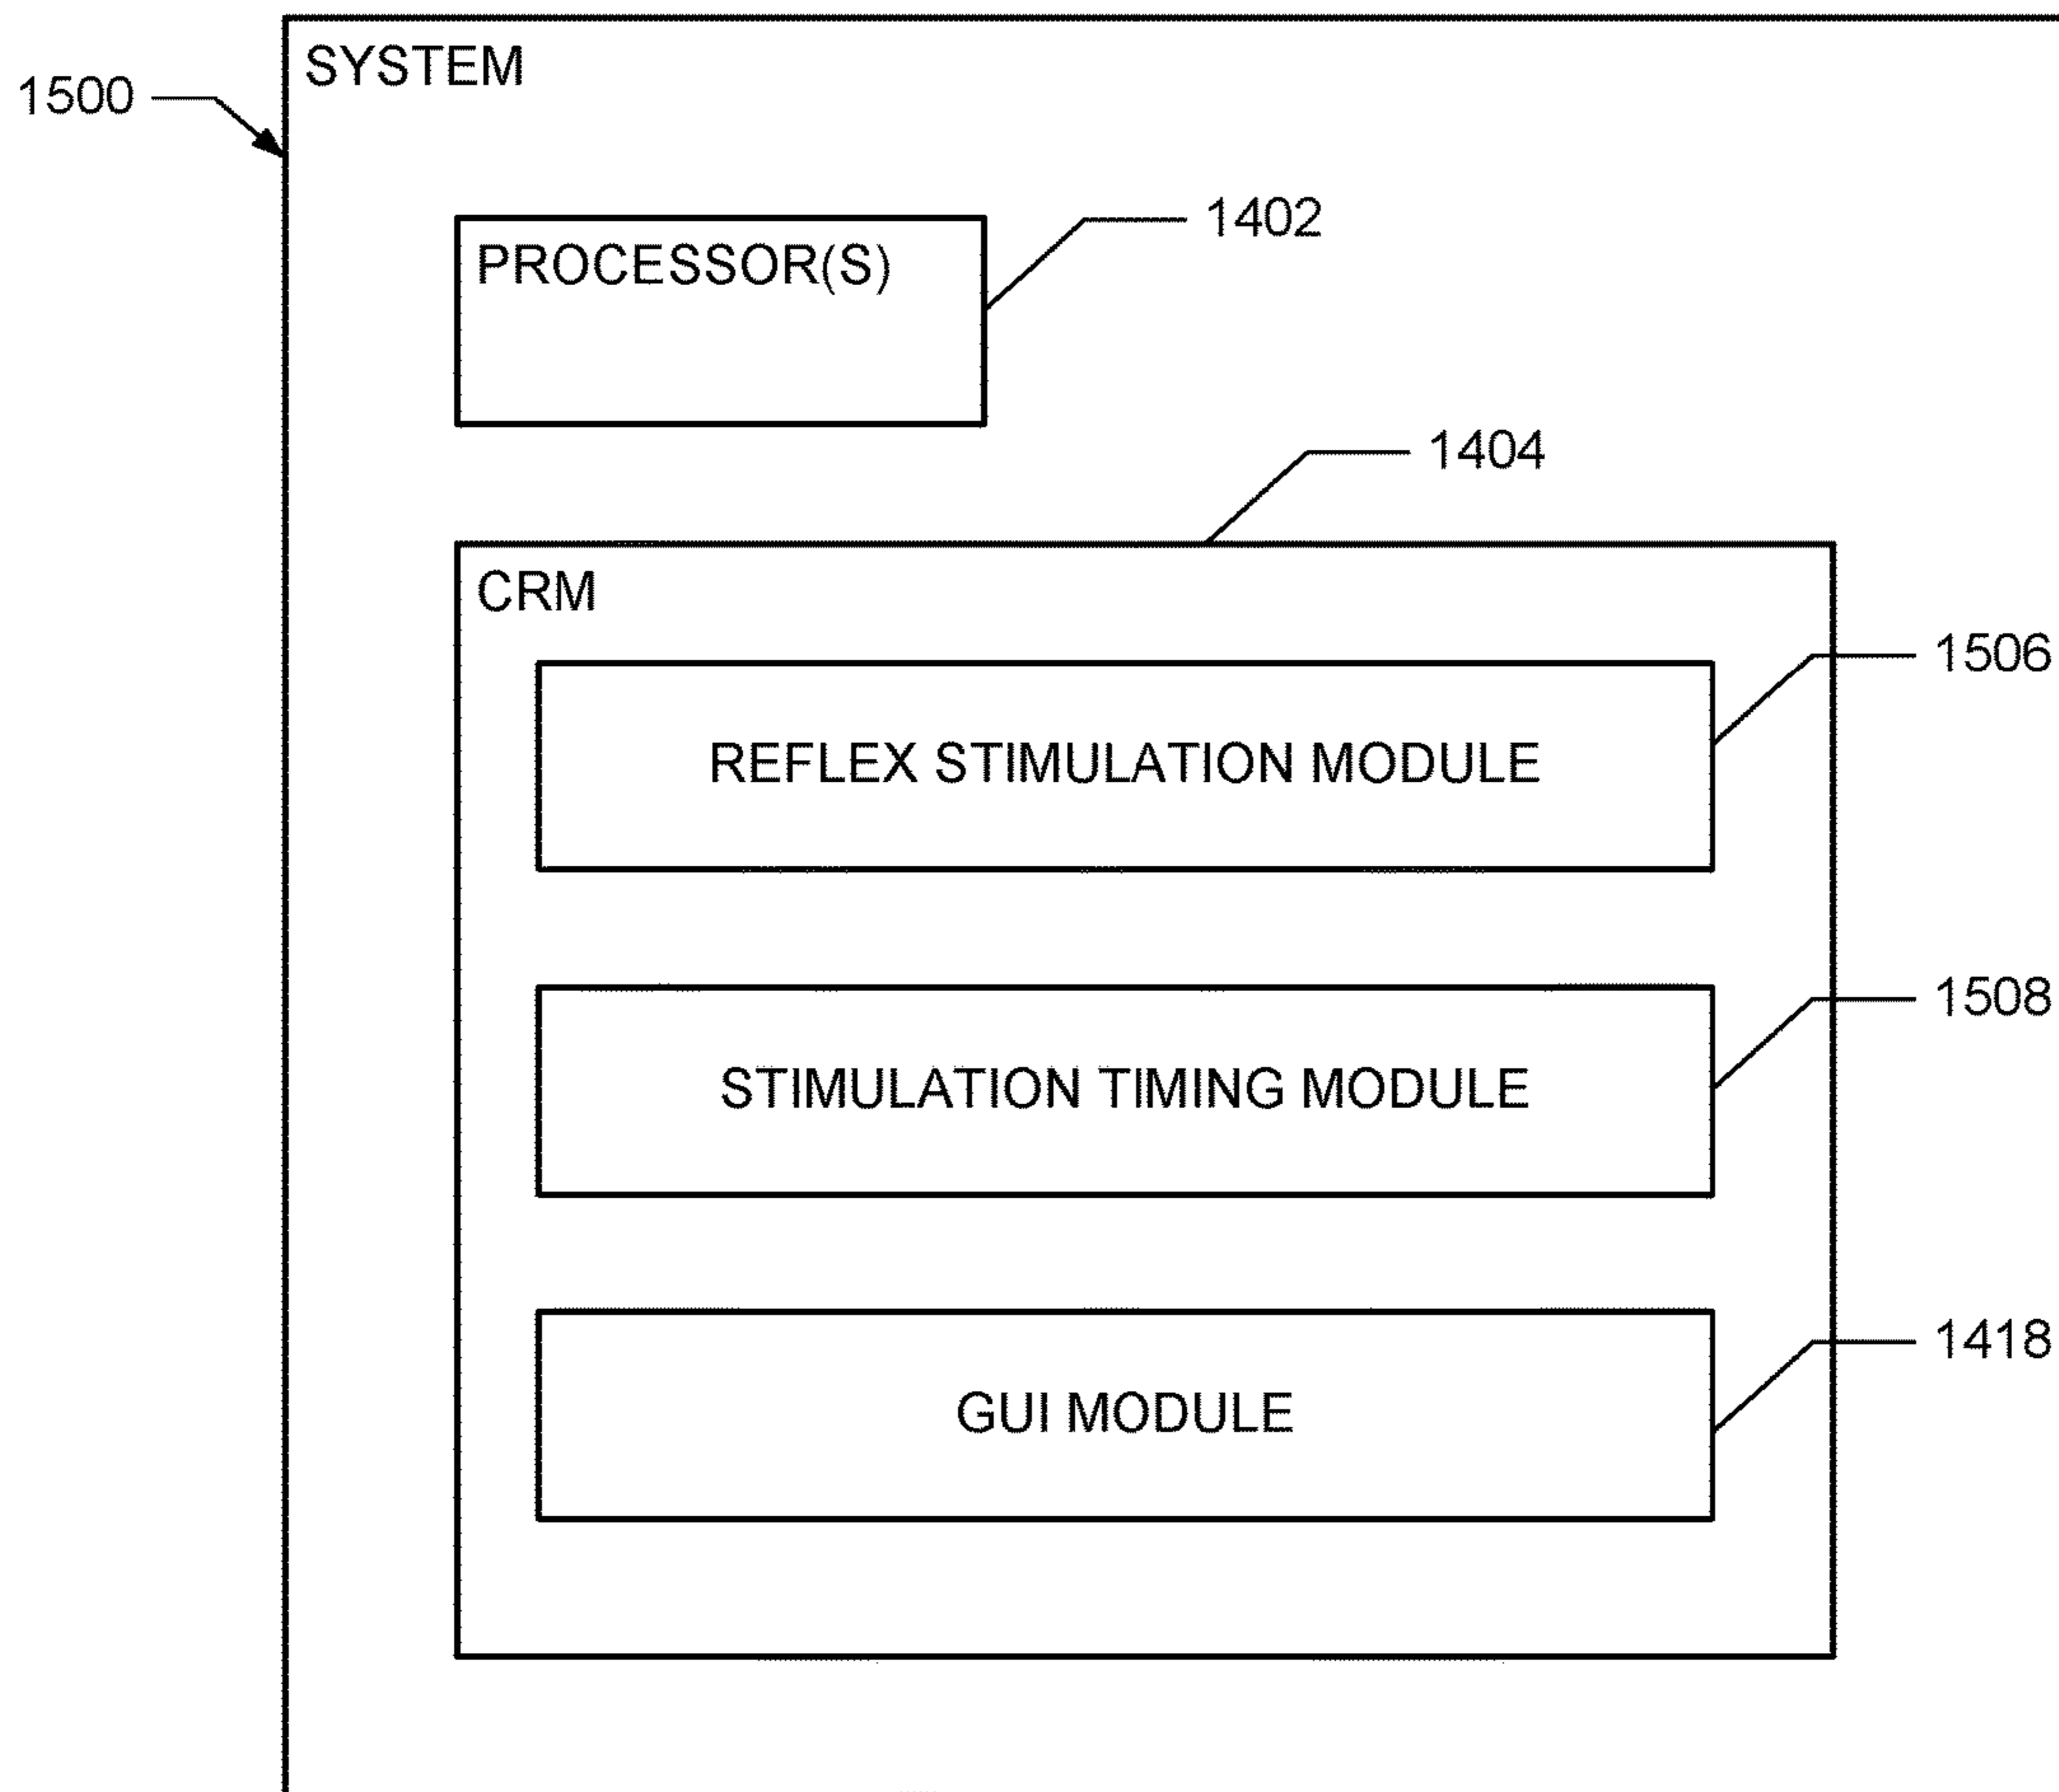 SYSTEM
1500
1402
PROCESSOR(S)
1404
CRM
1506
REFLEX STIMULATION MODULE
1508
STIMULATION TIMING MODULE
1418
GUI MODULE